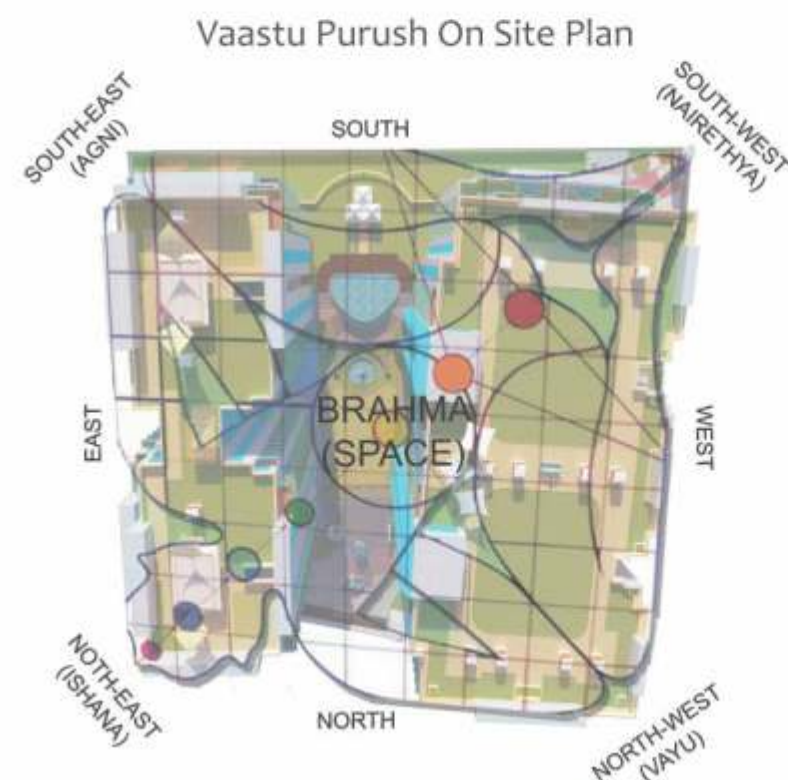 Vaastu Purush On Site Plan
SOUTH-EAST
(AGNI)
SOUTH
SOUTH-WEST
(NAIRETHYA)
EAST
BRAHMA
(SPACE)
WEST
NOTH-EAST
(ISHANA)
NORTH
NORTH-WEST
(VAYU)